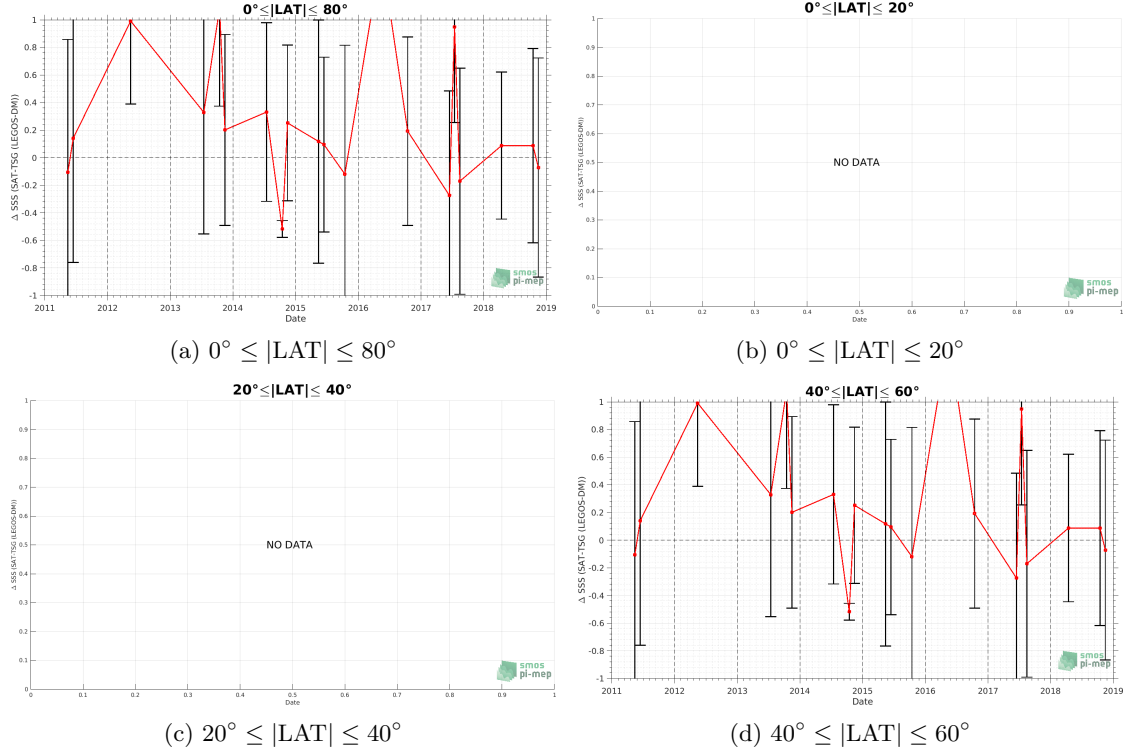 0°≤|LAT|≤ 80°
Δ SSS (SAT-TSG (LEGOS-DM))
1
0.8
0.6
0.4
0.2
0
-0.2
-0.4
-0.6
-0.8
-1
2011 2012 2013 2014 2015 2016 2017 2018 2019
Date
smos
pi-mep
(a) 0° ≤ |LAT| ≤ 80°
0°≤|LAT|≤ 20°
Δ SSS (SAT-TSG (LEGOS-DM))
1
0.9
0.8
0.7
0.6
0.5
0.4
0.3
0.2
0.1
0
NO DATA
0 0.1 0.2 0.3 0.4 0.5 0.6 0.7 0.8 0.9 1
Date
smos
pi-mep
(b) 0° ≤ |LAT| ≤ 20°
20°≤|LAT|≤ 40°
Δ SSS (SAT-TSG (LEGOS-DM))
1
0.9
0.8
0.7
0.6
0.5
0.4
0.3
0.2
0.1
0
NO DATA
0 0.1 0.2 0.3 0.4 0.5 0.6 0.7 0.8 0.9 1
Date
smos
pi-mep
(c) 20° ≤ |LAT| ≤ 40°
40°≤|LAT|≤ 60°
Δ SSS (SAT-TSG (LEGOS-DM))
1
0.8
0.6
0.4
0.2
0
-0.2
-0.4
-0.6
-0.8
-1
2011 2012 2013 2014 2015 2016 2017 2018 2019
Date
smos
pi-mep
(d) 40° ≤ |LAT| ≤ 60°